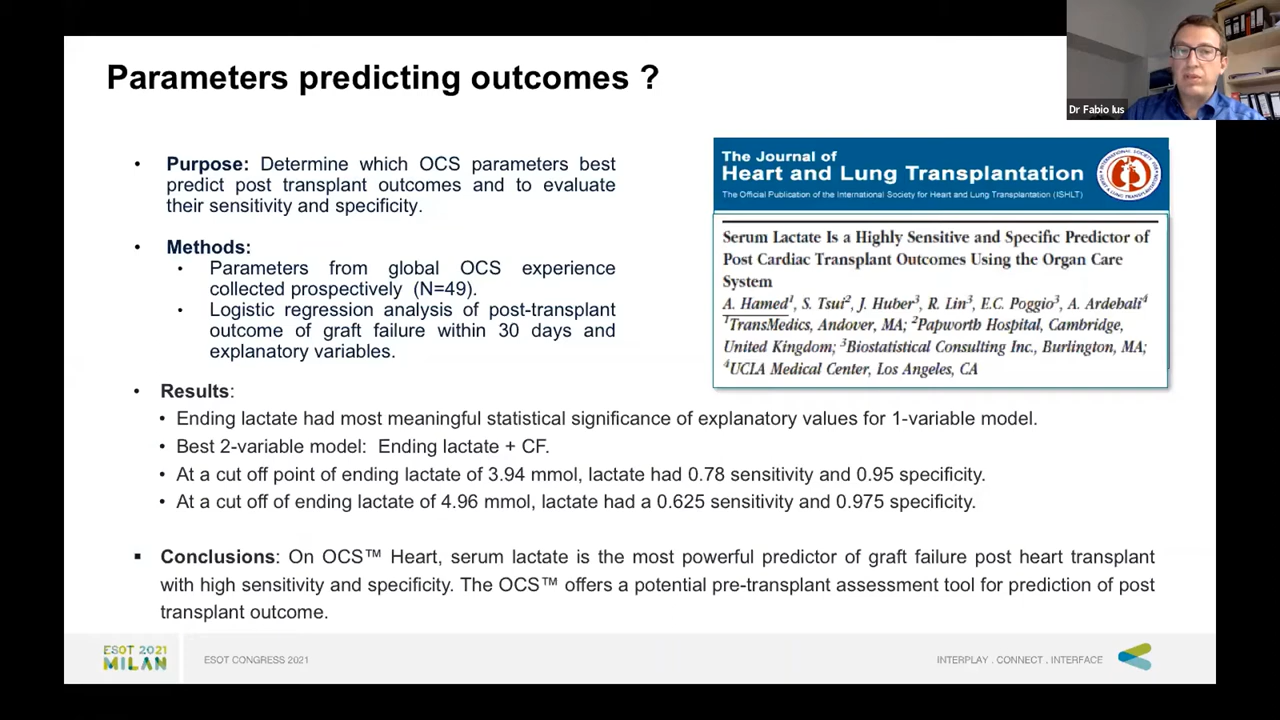 Parameters predicting outcomes ?
Dr Fabio Ius
• Purpose: Determine which OCS parameters best
predict post transplant outcomes and to evaluate
their sensitivity and specificity.
• Methods:
• Parameters from global OCS experience
collected prospectively (N=49).
• Logistic regression analysis of post-transplant
outcome of graft failure within 30 days and
explanatory variables.
The Journal of
Heart and Lung Transplantation
The Official Publication of the International Society for Heart and Lung Transplantation (ISHLT)
Serum Lactate Is a Highly Sensitive and Specific Predictor of
Post Cardiac Transplant Outcomes Using the Organ Care
System
A. Hamed¹, S. Tsui², J. Huber³, R. Lin³, E.C. Poggio³, A. Ardebali⁴
¹TransMedics, Andover, MA; ²Papworth Hospital, Cambridge,
United Kingdom; ³Biostatistical Consulting Inc., Burlington, MA;
⁴UCLA Medical Center, Los Angeles, CA
• Results:
• Ending lactate had most meaningful statistical significance of explanatory values for 1-variable model.
• Best 2-variable model: Ending lactate + CF.
• At a cut off point of ending lactate of 3.94 mmol, lactate had 0.78 sensitivity and 0.95 specificity.
• At a cut off of ending lactate of 4.96 mmol, lactate had a 0.625 sensitivity and 0.975 specificity.
▪ Conclusions: On OCS™ Heart, serum lactate is the most powerful predictor of graft failure post heart transplant
with high sensitivity and specificity. The OCS™ offers a potential pre-transplant assessment tool for prediction of post
transplant outcome.
ESOT 2021
MILAN
ESOT CONGRESS 2021
INTERPLAY . CONNECT . INTERFACE